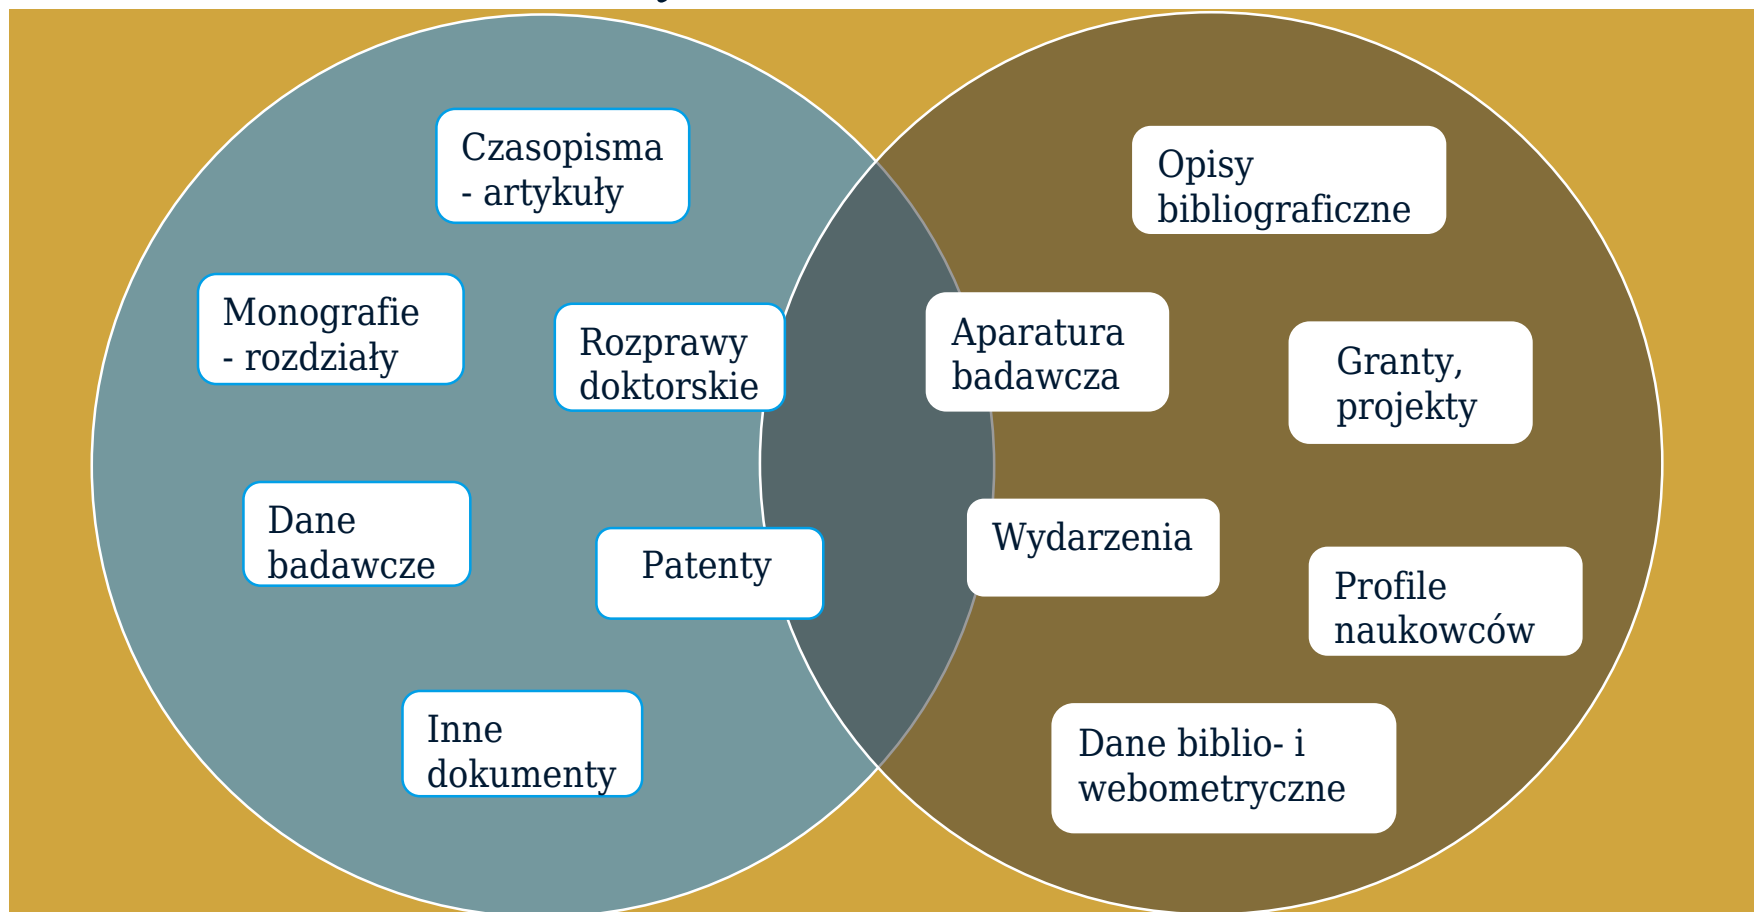 Czasopisma
- artykuły
Opisy
bibliograficzne
Monografie
- rozdziały
Rozprawy
doktorskie
Aparatura
badawcza
Granty,
projekty
Dane
badawcze
Patenty
Wydarzenia
Profile
naukowców
Inne
dokumenty
Dane biblio- i
webometryczne